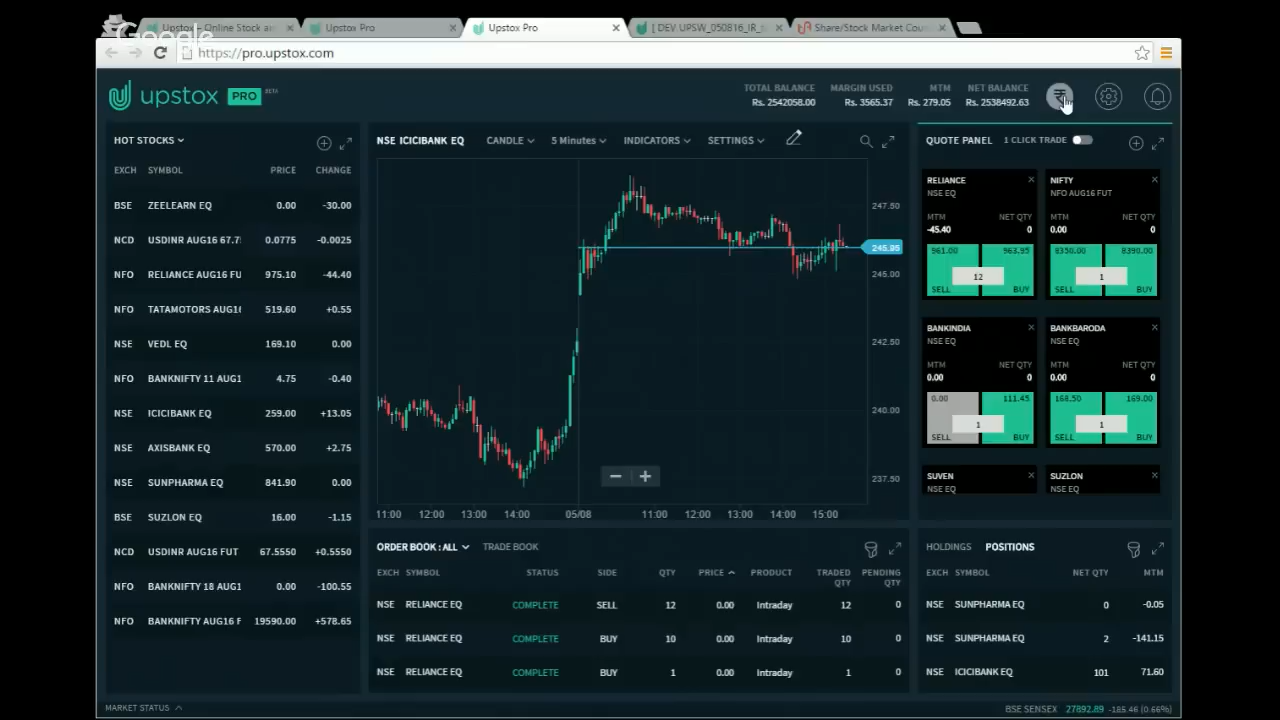 Google
Upstox - Online Stock an
Upstox Pro
Upstox Pro
[ DEV UPSW_050816_IR_
Share/Stock Market Cou
https://pro.upstox.com
upstox PRO BETA
TOTAL BALANCE MARGIN USED MTM NET BALANCE
Rs. 2542058.00 Rs. 3565.37 Rs. 279.05 Rs. 2538492.63
HOT STOCKS
EXCH SYMBOL PRICE CHANGE
BSE ZEELEARN EQ 0.00 -30.00
NCD USDINR AUG16 67.7 0.0775 -0.0025
NFO RELIANCE AUG16 FU 975.10 -44.40
NFO TATAMOTORS AUG1 519.60 +0.55
NSE VEDL EQ 169.10 0.00
NFO BANKNIFTY 11 AUG1 4.75 -0.40
NSE ICICIBANK EQ 259.00 +13.05
NSE AXISBANK EQ 570.00 +2.75
NSE SUNPHARMA EQ 841.90 0.00
BSE SUZLON EQ 16.00 -1.15
NCD USDINR AUG16 FUT 67.5550 +0.5550
NFO BANKNIFTY 18 AUG1 0.00 -100.55
NFO BANKNIFTY AUG16 F 19590.00 +578.65
NSE ICICIBANK EQ CANDLE 5 Minutes INDICATORS SETTINGS
247.50
245.95
245.00
242.50
240.00
237.50
− +
11:00 12:00 13:00 14:00 05/08 11:00 12:00 13:00 14:00 15:00
QUOTE PANEL 1 CLICK TRADE
RELIANCE
NSE EQ
MTM NET QTY
-45.40 0
961.00 963.95
12
SELL BUY
NIFTY
NFO AUG16 FUT
MTM NET QTY
0.00 0
8350.00 8390.00
1
SELL BUY
BANKINDIA
NSE EQ
MTM NET QTY
0.00 0
0.00 111.45
1
SELL BUY
BANKBARODA
NSE EQ
MTM NET QTY
0.00 0
168.50 169.00
1
SELL BUY
SUVEN
NSE EQ
SUZLON
NSE EQ
ORDER BOOK : ALL TRADE BOOK
EXCH SYMBOL STATUS SIDE QTY PRICE PRODUCT TRADED QTY PENDING QTY
NSE RELIANCE EQ COMPLETE SELL 12 0.00 Intraday 12 0
NSE RELIANCE EQ COMPLETE BUY 10 0.00 Intraday 10 0
NSE RELIANCE EQ COMPLETE BUY 1 0.00 Intraday 1 0
HOLDINGS POSITIONS
EXCH SYMBOL NET QTY MTM
NSE SUNPHARMA EQ 0 -0.05
NSE SUNPHARMA EQ 2 -141.15
NSE ICICIBANK EQ 101 71.60
MARKET STATUS
BSE SENSEX 27892.89 -185.46 (0.66%)